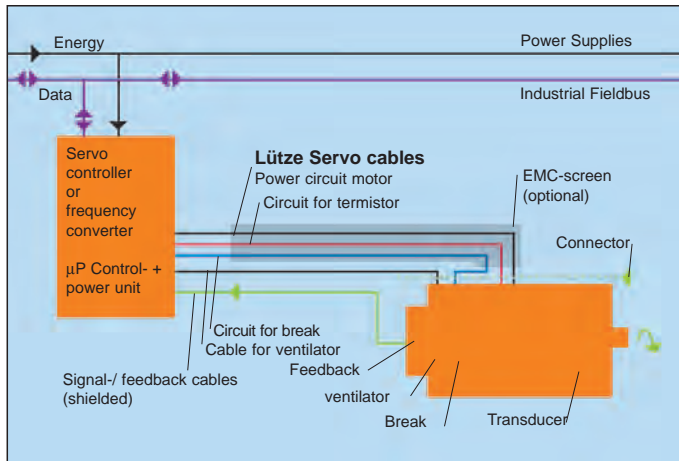 Energy
Power Supplies
Data
Industrial Fieldbus
Servo
controller
or
frequency
converter
µP Control- +
power unit
Lütze Servo cables
Power circuit motor
Circuit for termistor
EMC-screen
(optional)
Connector
Circuit for break
Cable for ventilator
Signal-/ feedback cables
(shielded)
Feedback
ventilator
Break
Transducer